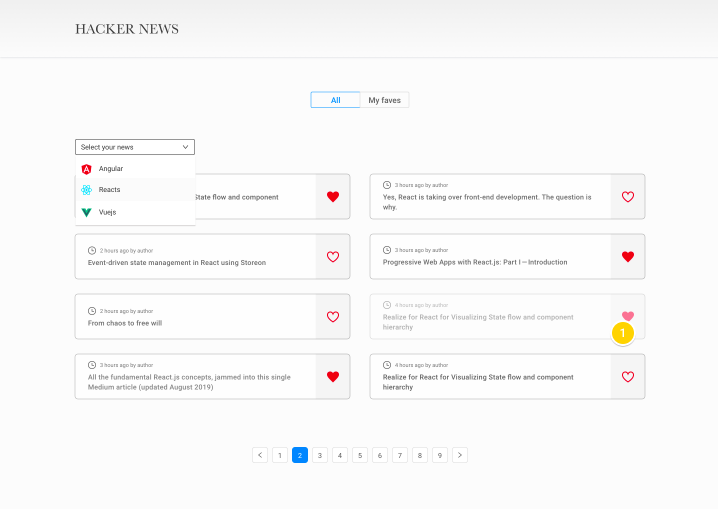 HACKER NEWS
All
My faves
Select your news
Angular
Reacts
Vuejs
State flow and component
3 hours ago by author
Yes, React is taking over front-end development. The question is
why.
2 hours ago by author
Event-driven state management in React using Storeon
3 hours ago by author
Progressive Web Apps with React.js: Part I — Introduction
2 hours ago by author
From chaos to free will
4 hours ago by author
Realize for React for Visualizing State flow and component
hierarchy
1
3 hours ago by author
All the fundamental React.js concepts, jammed into this single
Medium article (updated August 2019)
4 hours ago by author
Realize for React for Visualizing State flow and component
hierarchy
1 2 3 4 5 6 7 8 9